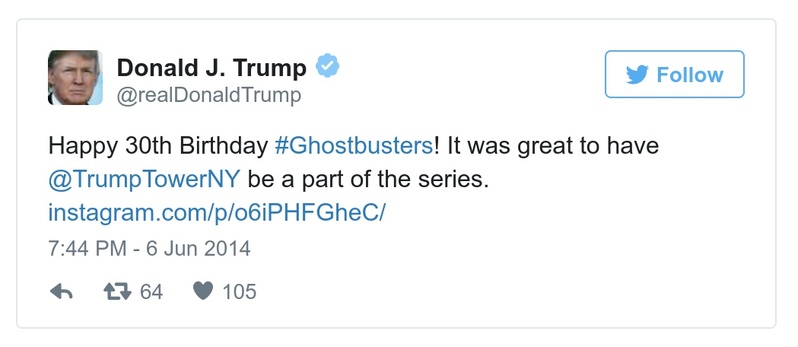 Donald J. Trump
@realDonaldTrump
Follow
Happy 30th Birthday #Ghostbusters! It was great to have
@TrumpTowerNY be a part of the series.
instagram.com/p/o6iPHFGheC/
7:44 PM - 6 Jun 2014
64 105